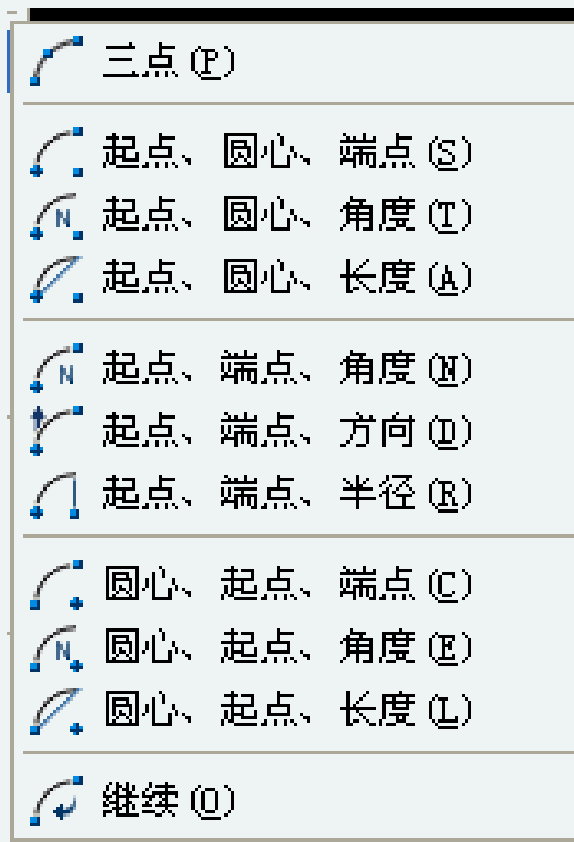 三点(P)
起点、圆心、端点(S)
起点、圆心、角度(T)
起点、圆心、长度(A)
起点、端点、角度(N)
起点、端点、方向(D)
起点、端点、半径(R)
圆心、起点、端点(C)
圆心、起点、角度(E)
圆心、起点、长度(L)
继续(O)